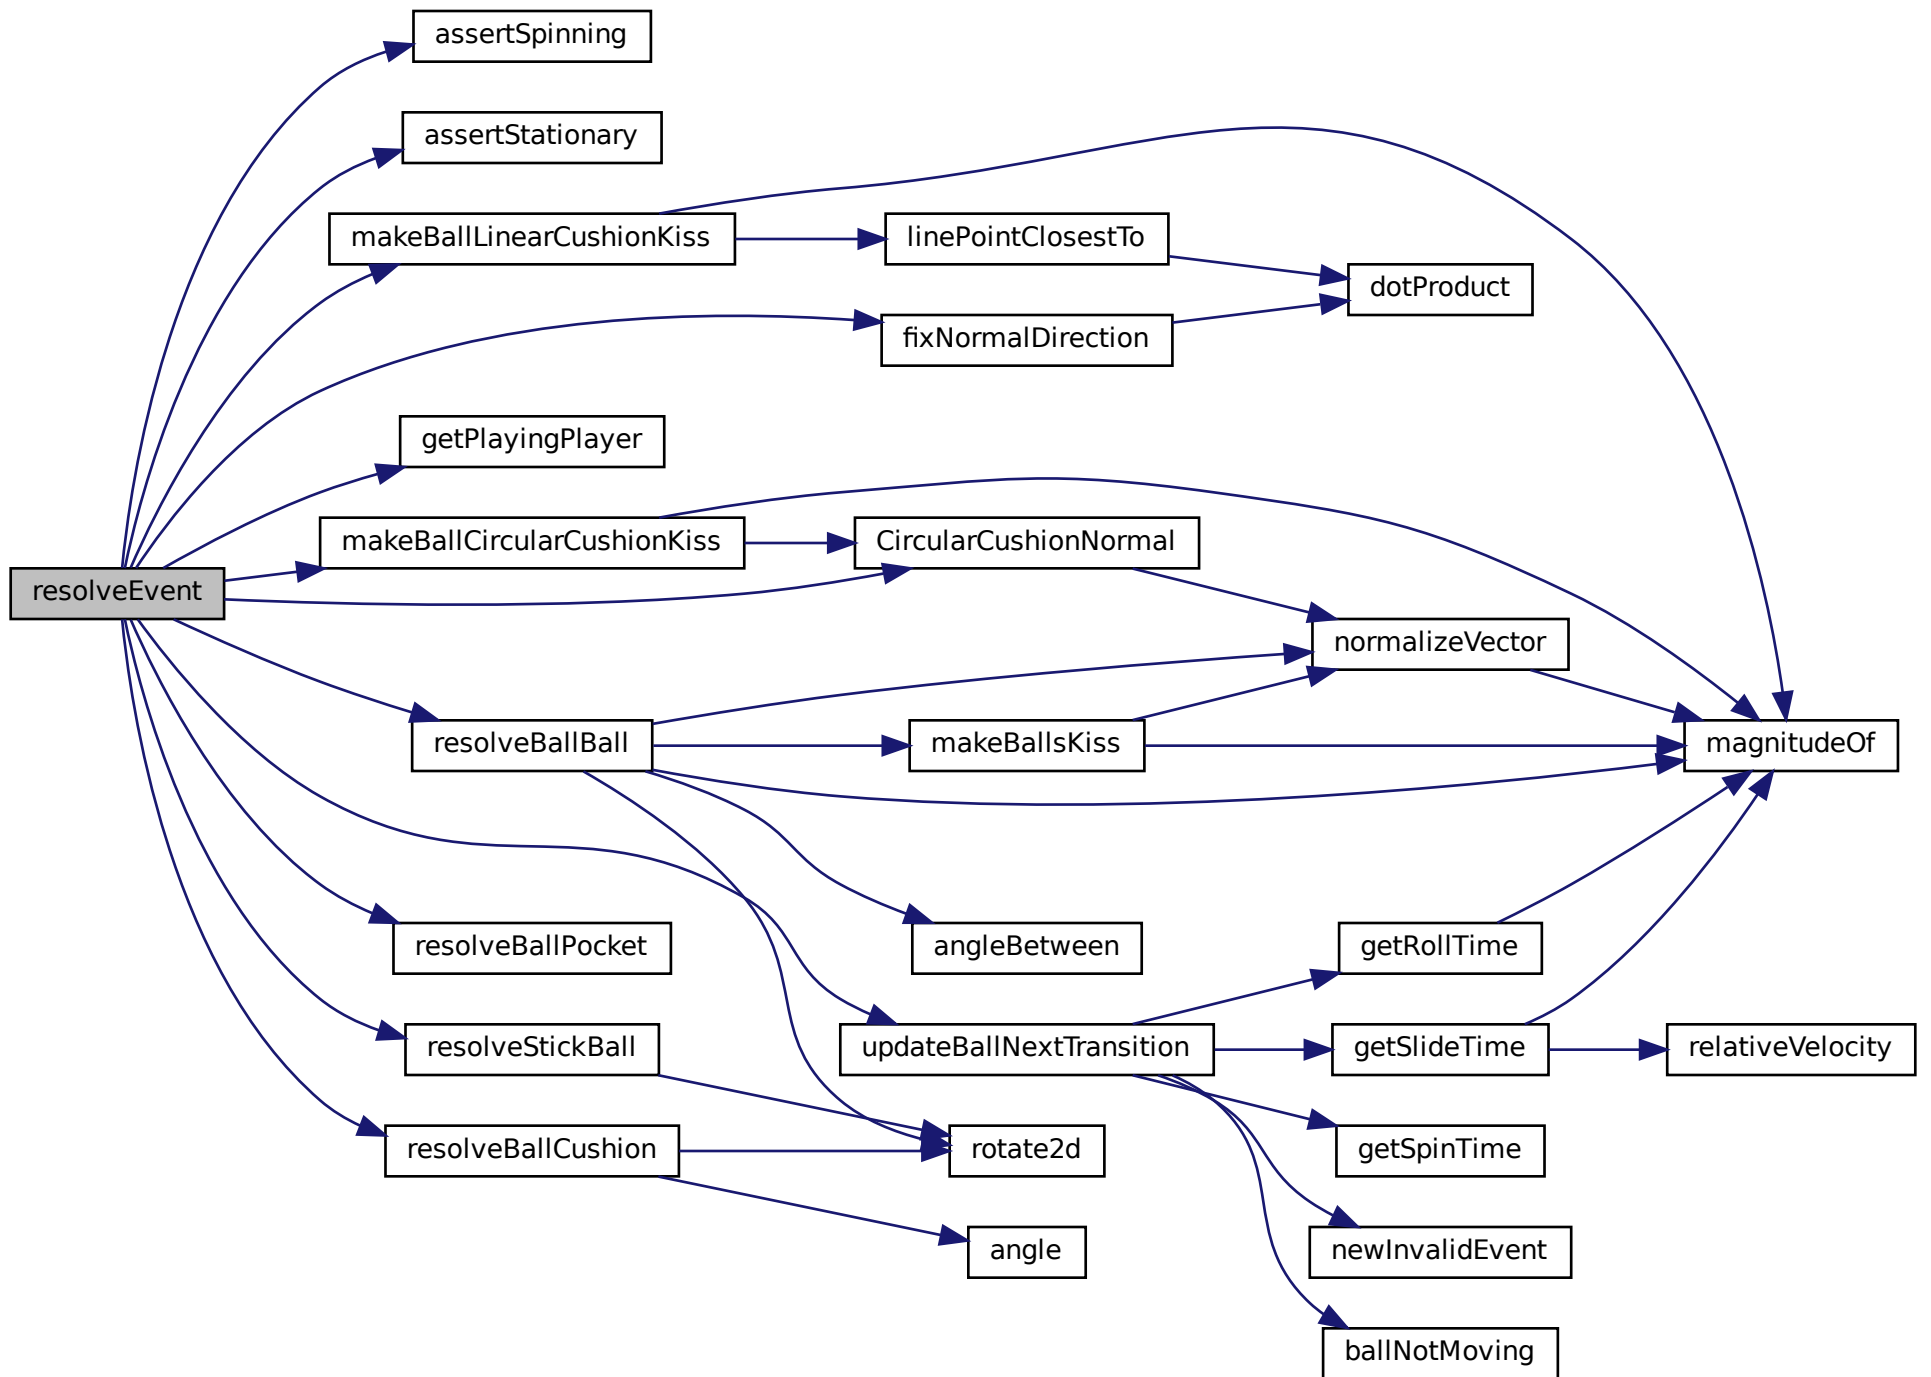 assertSpinning
assertStationary
makeBallLinearCushionKiss
linePointClosestTo
dotProduct
fixNormalDirection
getPlayingPlayer
makeBallCircularCushionKiss
CircularCushionNormal
resolveEvent
normalizeVector
resolveBallBall
makeBallsKiss
magnitudeOf
resolveBallPocket
angleBetween
getRollTime
resolveStickBall
updateBallNextTransition
getSlideTime
relativeVelocity
resolveBallCushion
rotate2d
getSpinTime
angle
newInvalidEvent
ballNotMoving